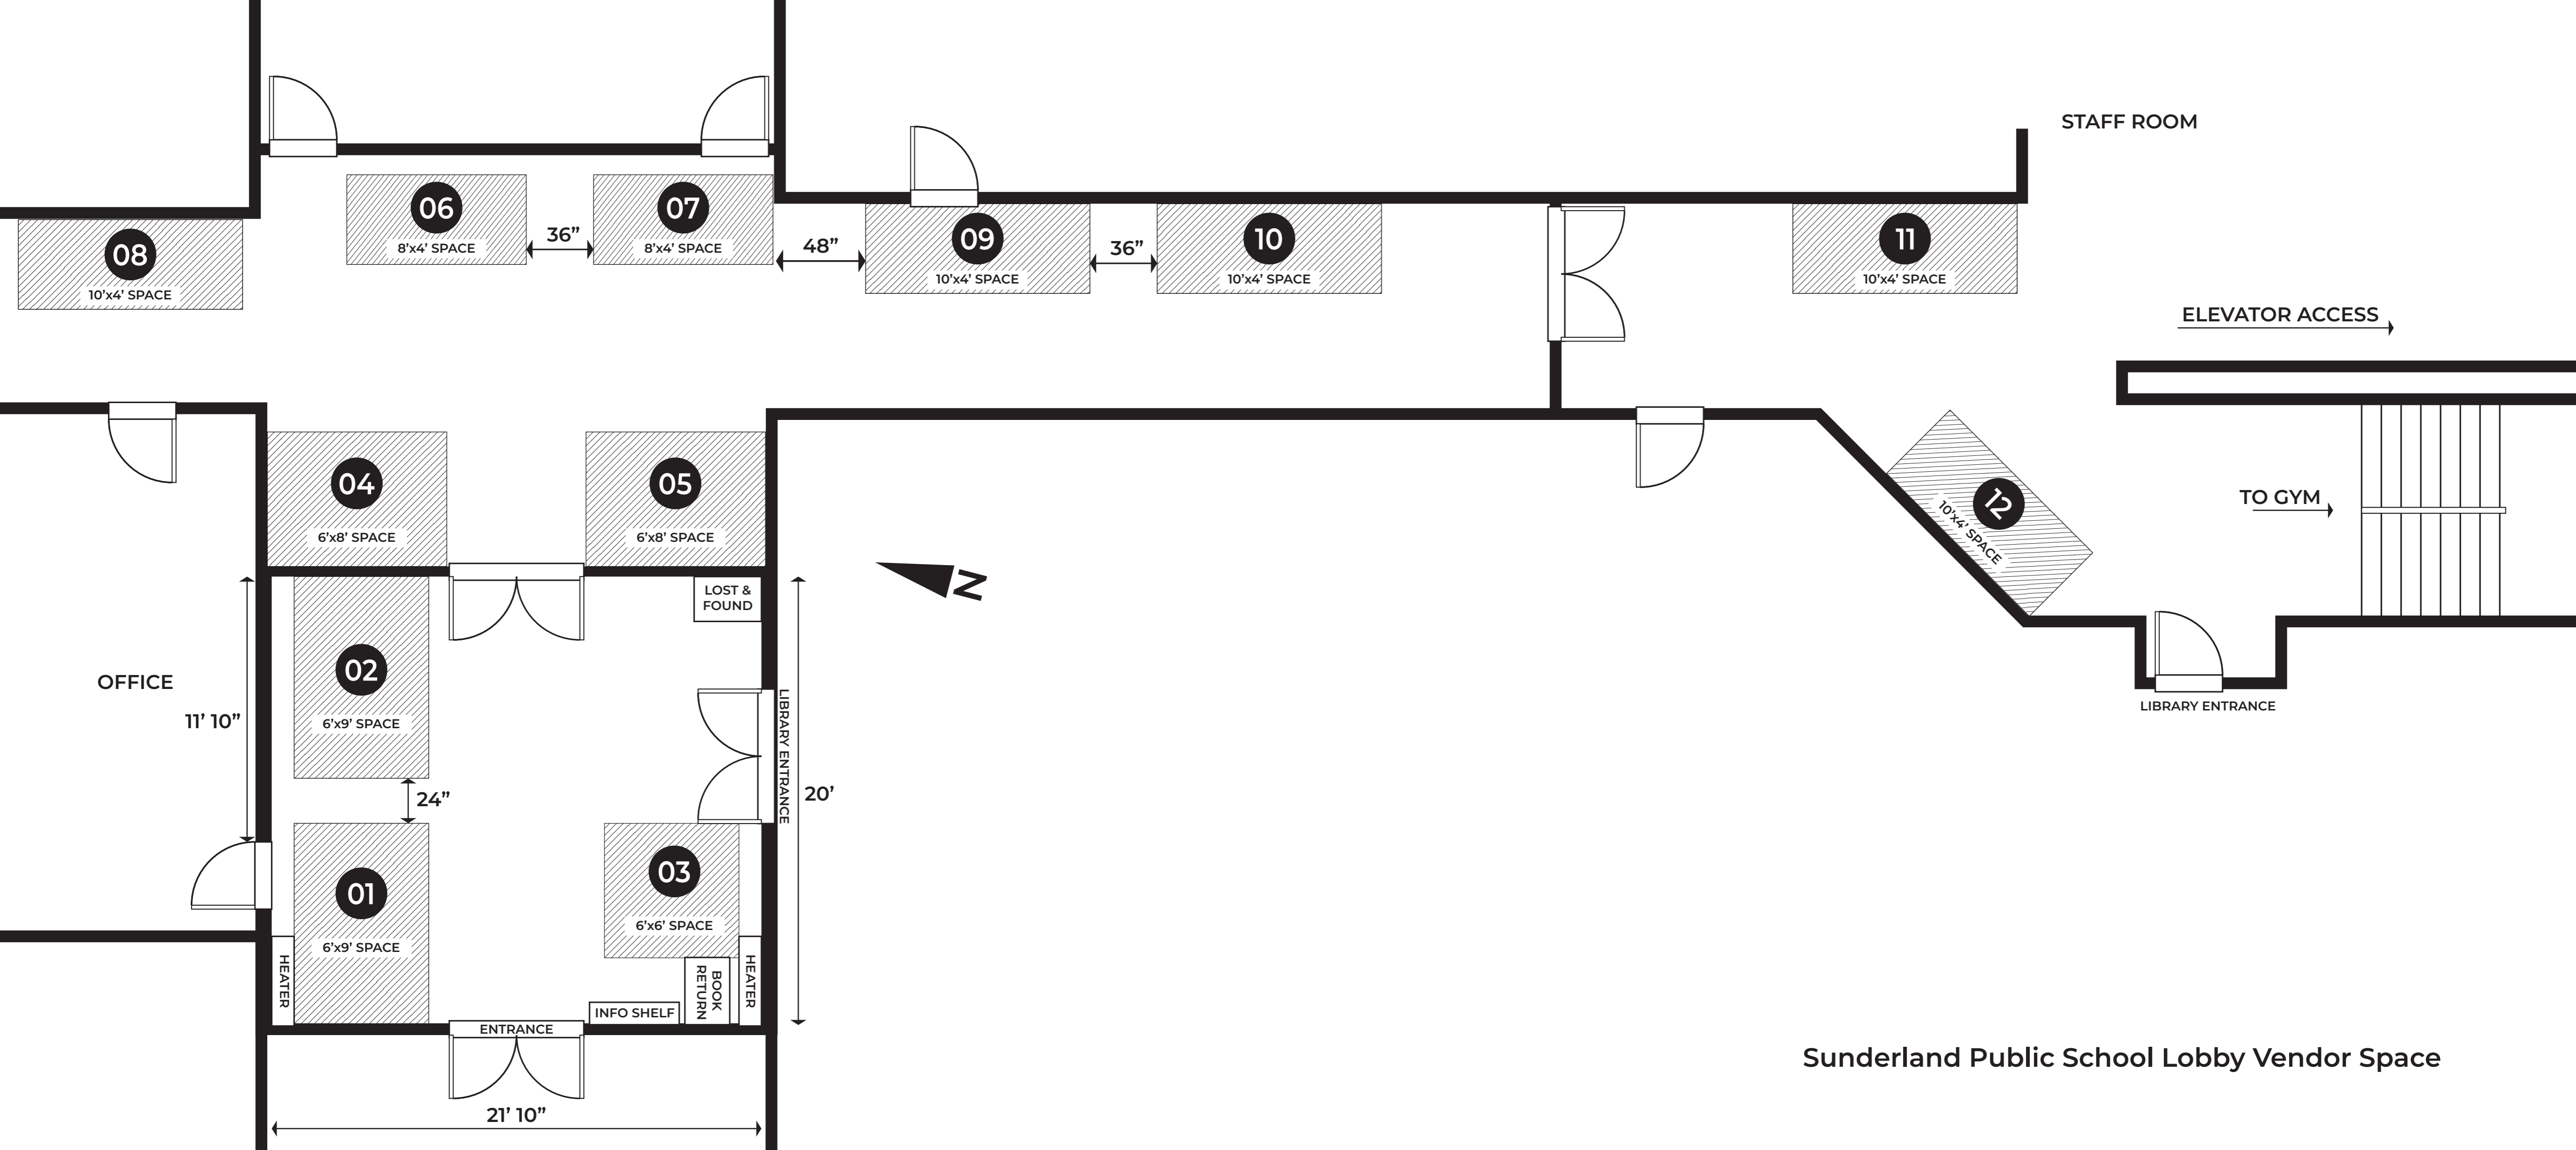 STAFF ROOM
06
8’x4’ SPACE
36”
07
8’x4’ SPACE
48”
09
10’x4’ SPACE
36”
10
10’x4’ SPACE
11
10’x4’ SPACE
08
10’x4’ SPACE
ELEVATOR ACCESS
04
6’x8’ SPACE
05
6’x8’ SPACE
12
10’x4’ SPACE
TO GYM
N
LOST &
FOUND
02
6’x9’ SPACE
OFFICE
11’ 10”
LIBRARY ENTRANCE
20’
LIBRARY ENTRANCE
24”
01
6’x9’ SPACE
03
6’x6’ SPACE
HEATER
INFO SHELF
BOOK
RETURN
HEATER
ENTRANCE
21’ 10”
Sunderland Public School Lobby Vendor Space